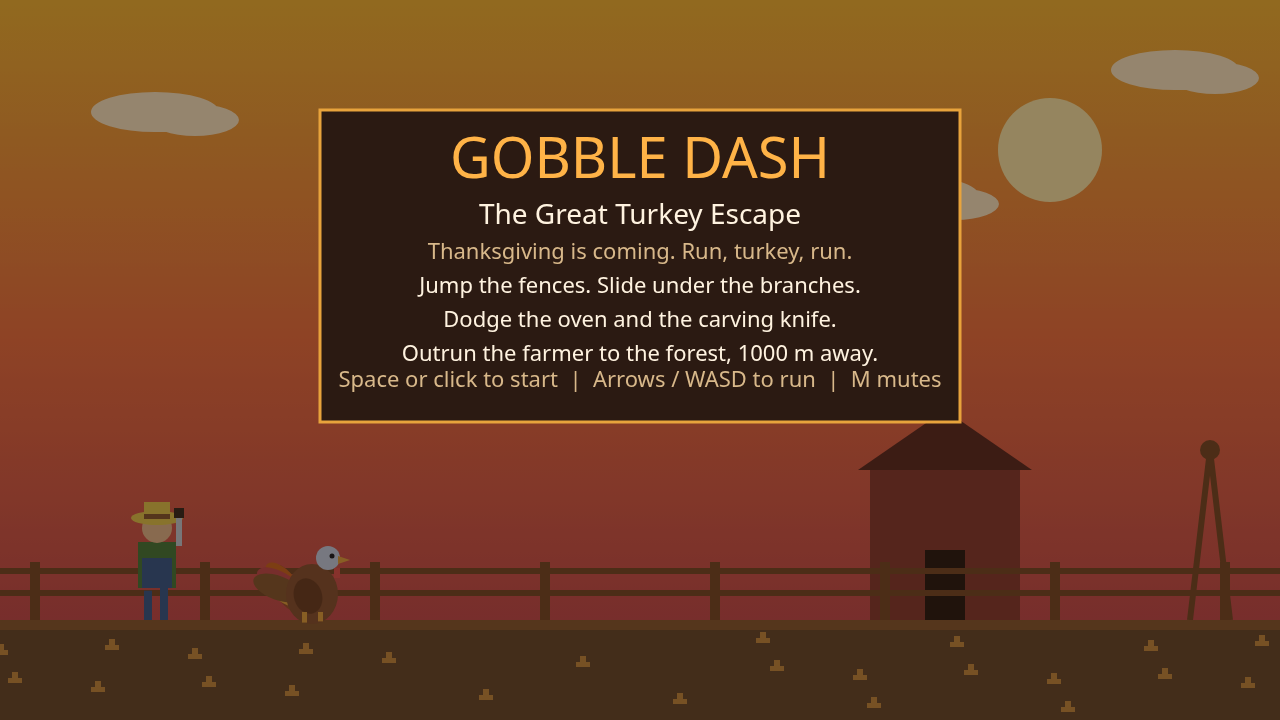 GOBBLE DASH
The Great Turkey Escape
Thanksgiving is coming. Run, turkey, run.
Jump the fences. Slide under the branches.
Dodge the oven and the carving knife.
Outrun the farmer to the forest, 1000 m away.
Space or click to start | Arrows / WASD to run | M mutes